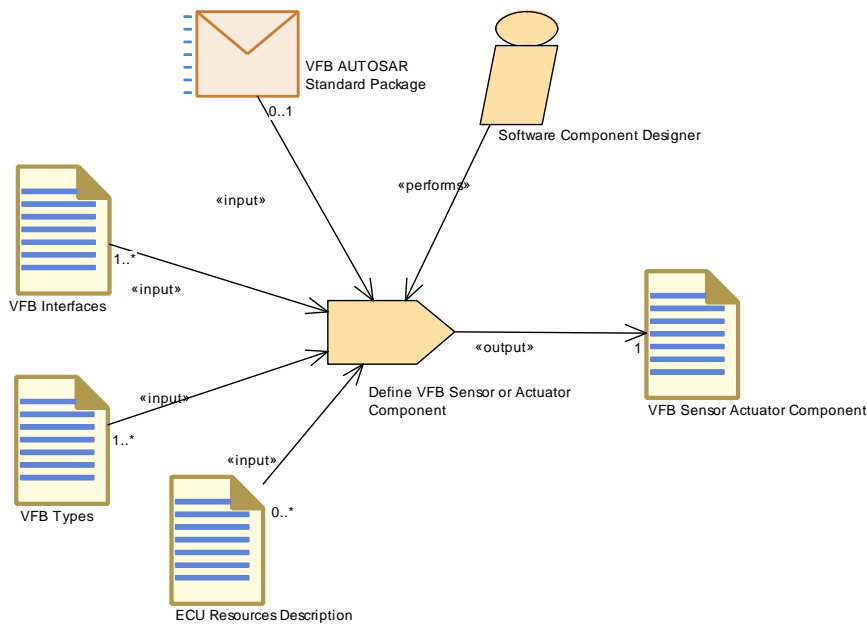 VFB AUTOSAR
Standard Package
0..1
Software Component Designer
«input»
«performs»
VFB Interfaces
1..*
«input»
Define VFB Sensor or Actuator
Component
«output»
1
VFB Sensor Actuator Component
VFB Types
1..*
«input»
ECU Resources Description
0..*
«input»